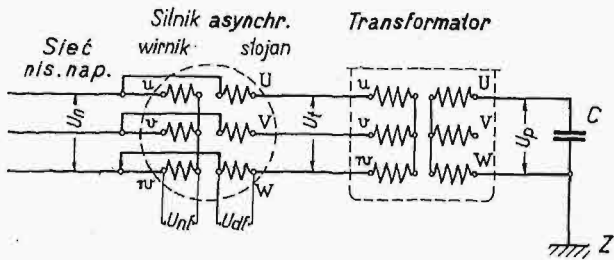 Sieć
nis. nap.
Silnik asynchr.
wirnik stojan
Transformator
u U u U
v V v V
w W w W
Un Ut Up
Unf Udf
C
Z